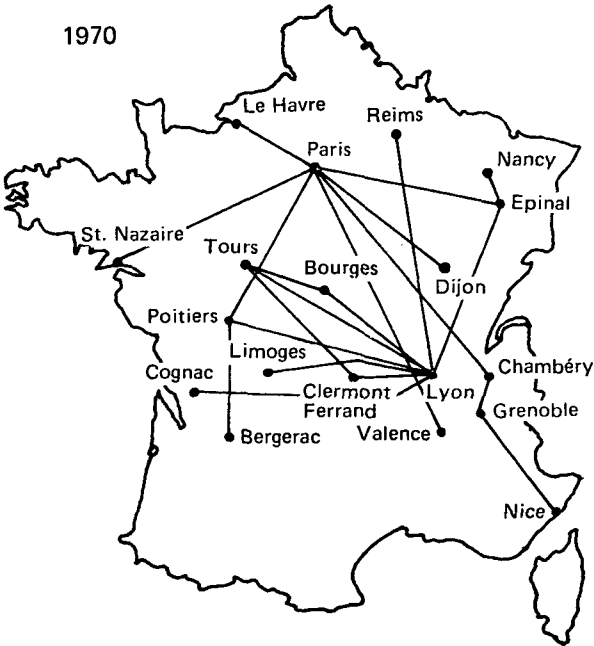 1970
Le Havre
Reims
Paris
Nancy
Epinal
St. Nazaire
Tours
Bourges
Dijon
Poitiers
Limoges
Cognac
Clermont
Ferrand
Lyon
Chambéry
Grenoble
Bergerac
Valence
Nice